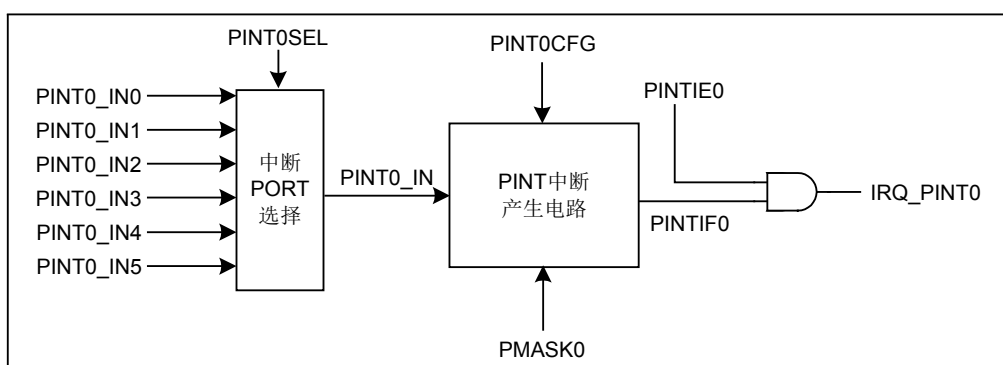 PINT0SEL
PINT0CFG
PINTIE0
PINT0_IN0
PINT0_IN1
PINT0_IN2
PINT0_IN3
PINT0_IN4
PINT0_IN5
中断
PORT
选择
PINT0_IN
PINT中断
产生电路
PINTIF0
IRQ_PINT0
PMASK0